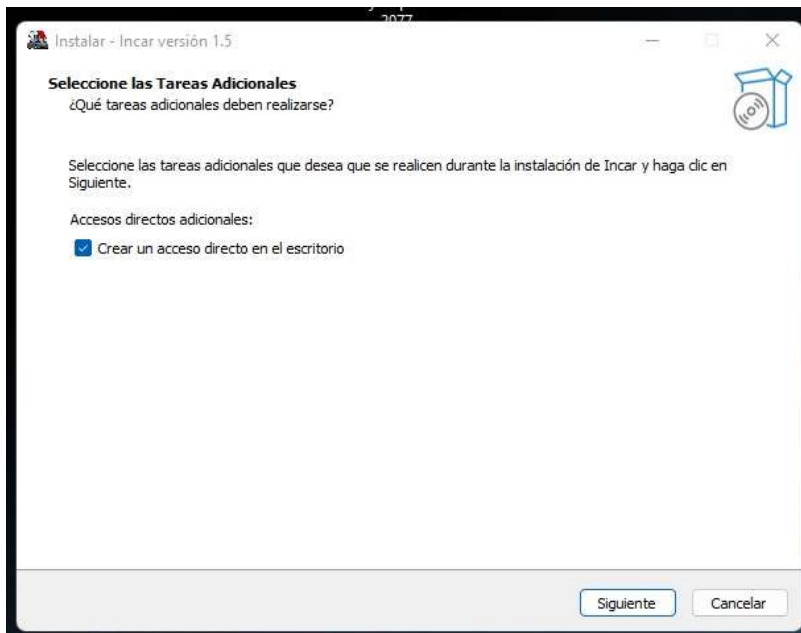 2077
Instalar - Incar versión 1.5
Seleccione las Tareas Adicionales
¿Qué tareas adicionales deben realizarse?
Seleccione las tareas adicionales que desea que se realicen durante la instalación de Incar y haga clic en
Siguiente.
Accesos directos adicionales:
Crear un acceso directo en el escritorio
Siguiente
Cancelar